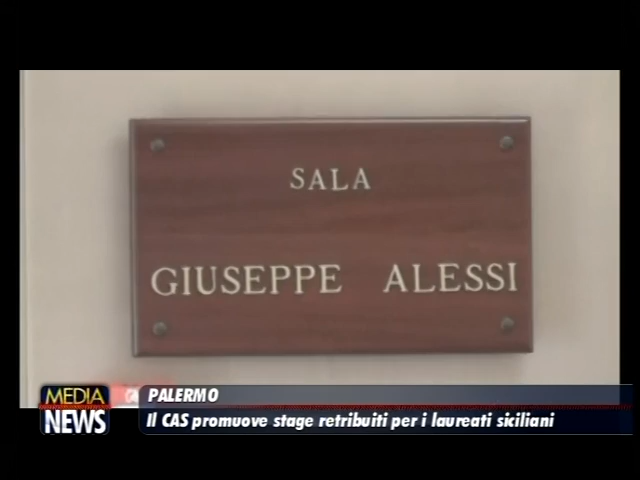 SALA
GIUSEPPE ALESSI
MEDIA
NEWS
PALERMO
Il CAS promuove stage retribuiti per i laureati siciliani